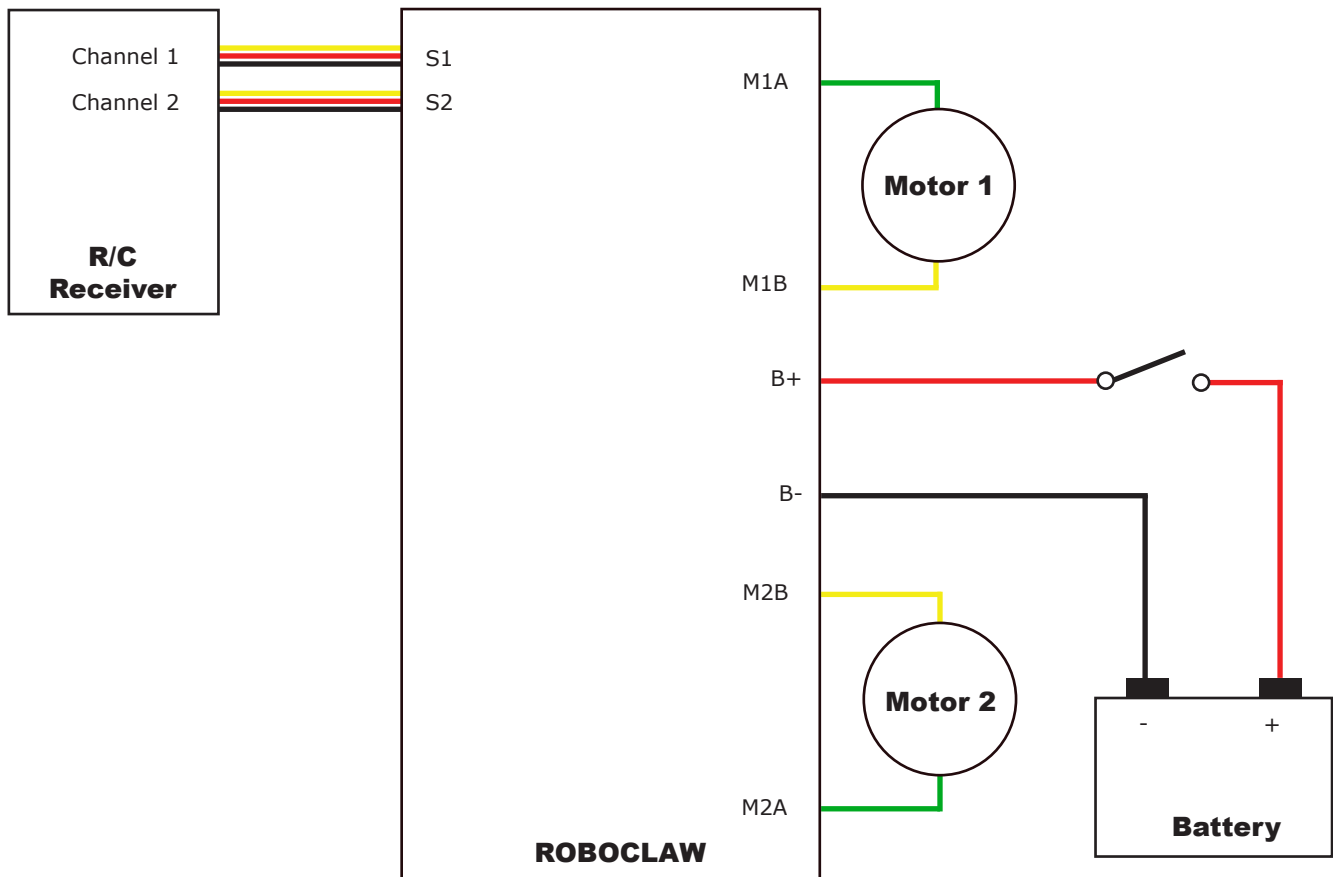 Channel 1
Channel 2
R/C
Receiver
S1
S2
M1A
M1B
B+
B-
M2B
M2A
ROBOCLAW
Motor 1
Motor 2
- +
Battery